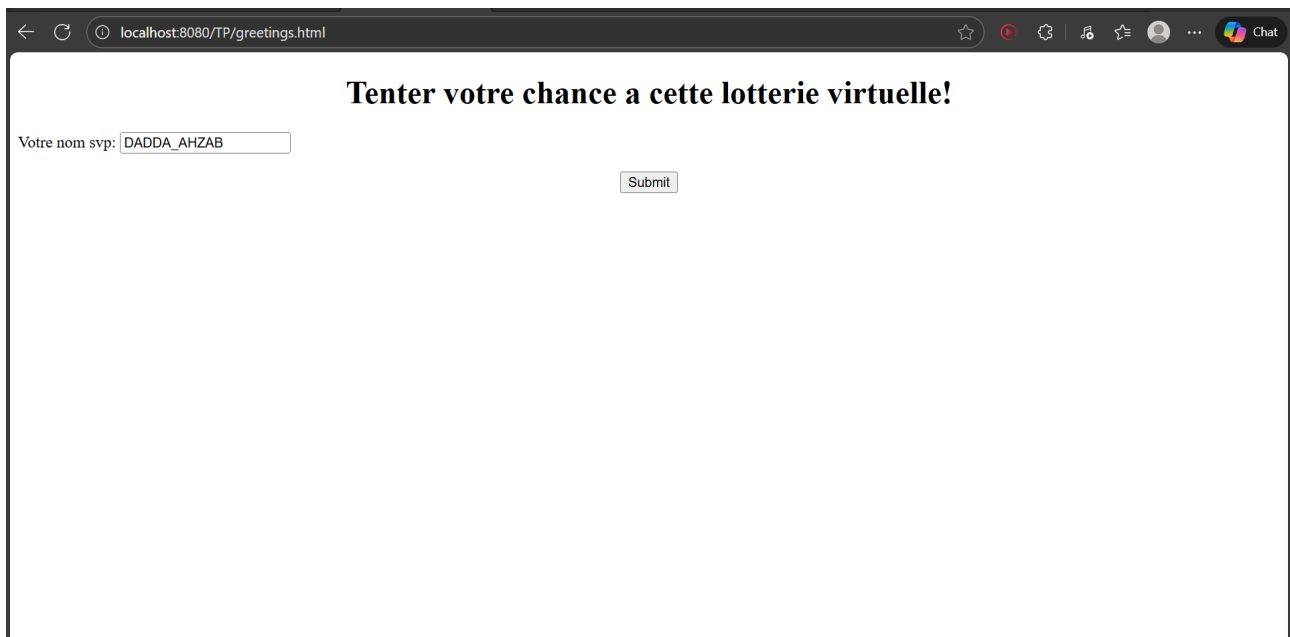 localhost:8080/TP/greetings.html
Chat
Tenter votre chance a cette lotterie virtuelle!
Votre nom svp: DADDA_AHZAB
Submit